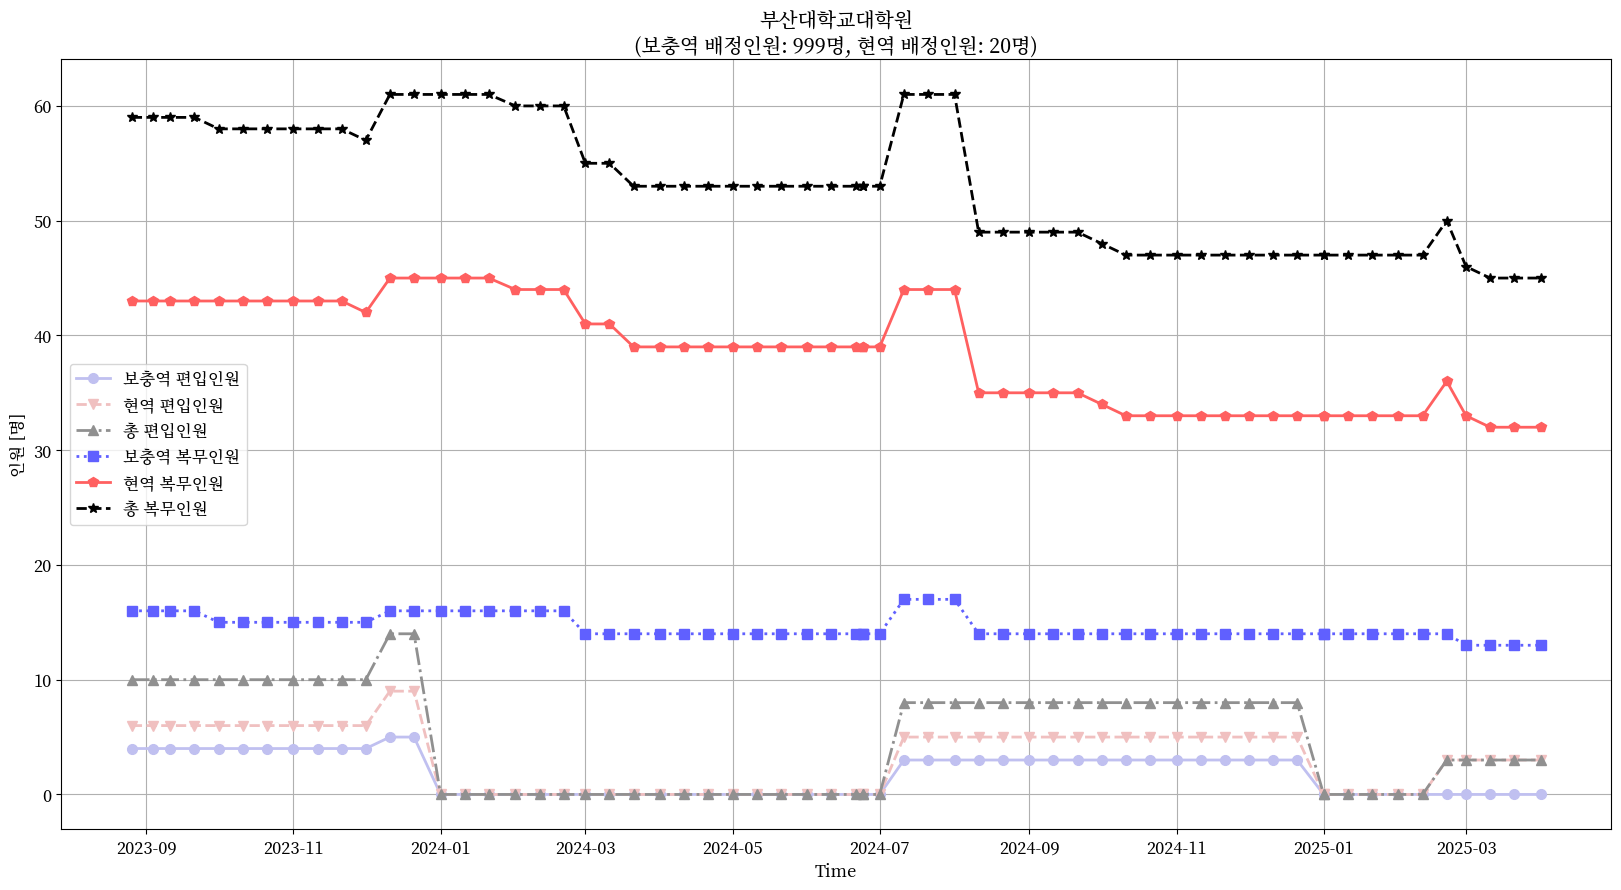 부산대학교대학원
(보충역 배정인원: 999명, 현역 배정인원: 20명)
인원 [명]
60
50
40
30
20
10
0
보충역 편입인원
현역 편입인원
총 편입인원
보충역 복무인원
현역 복무인원
총 복무인원
2023-09
2023-11
2024-01
2024-03
2024-05
2024-07
2024-09
2024-11
2025-01
2025-03
Time